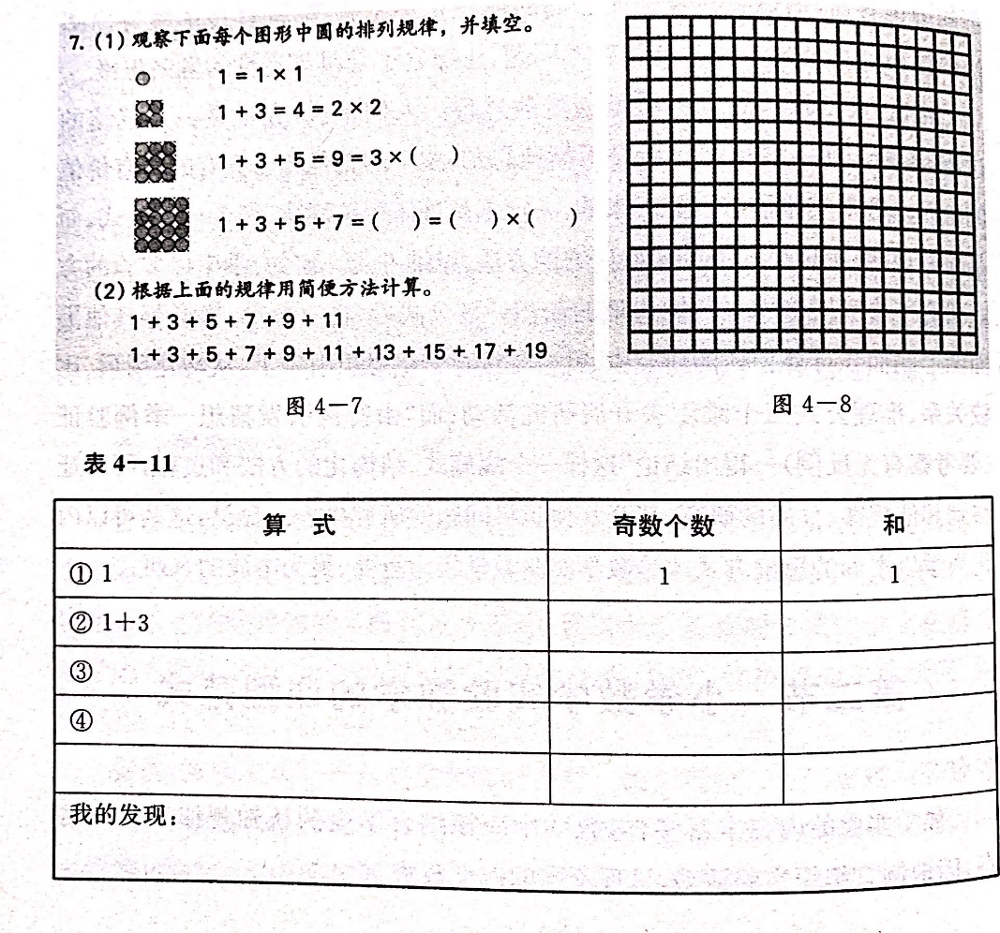 7. (1) 观察下面每个图形中圆的排列规律，并填空。
1 = 1 × 1
1 + 3 = 4 = 2 × 2
1 + 3 + 5 = 9 = 3 × (  )
1 + 3 + 5 + 7 = (  ) = (  ) × (  )
(2) 根据上面的规律用简便方法计算。
1 + 3 + 5 + 7 + 9 + 11
1 + 3 + 5 + 7 + 9 + 11 + 13 + 15 + 17 + 19
图 4－7
图 4－8
表 4－11
算 式 奇数个数 和
① 1 1 1
② 1＋3
③
④
我的发现：